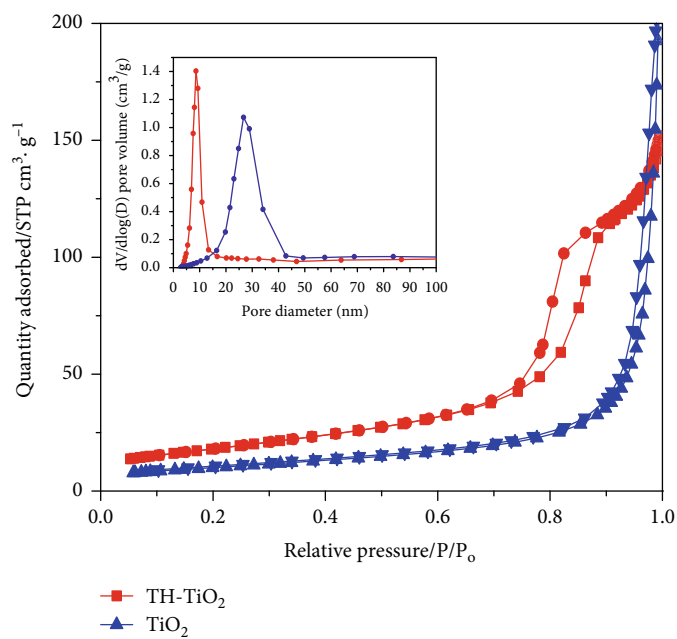 200
150
100
50
0
Quantity adsorbed/STP cm³· g⁻¹
0.0 0.2 0.4 0.6 0.8 1.0
Relative pressure/P/Pₒ
1.4
1.2
1.0
0.8
0.6
0.4
0.2
0.0
dV/dlog(D) pore volume (cm³/g)
0 10 20 30 40 50 60 70 80 90 100
Pore diameter (nm)
TH-TiO₂
TiO₂